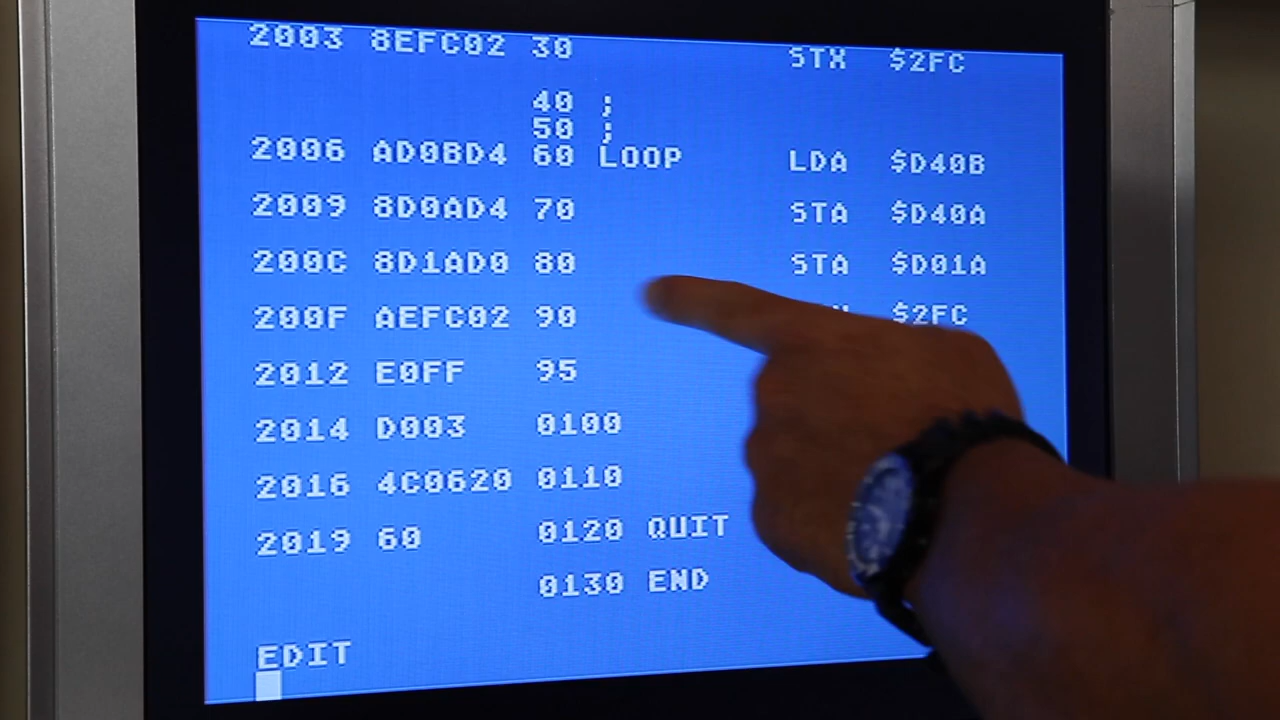 2003 8EFC02 30 STX $2FC
40 ;
50 ;
2006 AD0BD4 60 LOOP LDA $D40B
2009 8D0AD4 70 STA $D40A
200C 8D1AD0 80 STA $D01A
200F AEFC02 90 $2FC
2012 E0FF 95
2014 D003 0100
2016 4C0620 0110
2019 60 0120 QUIT
0130 END
EDIT